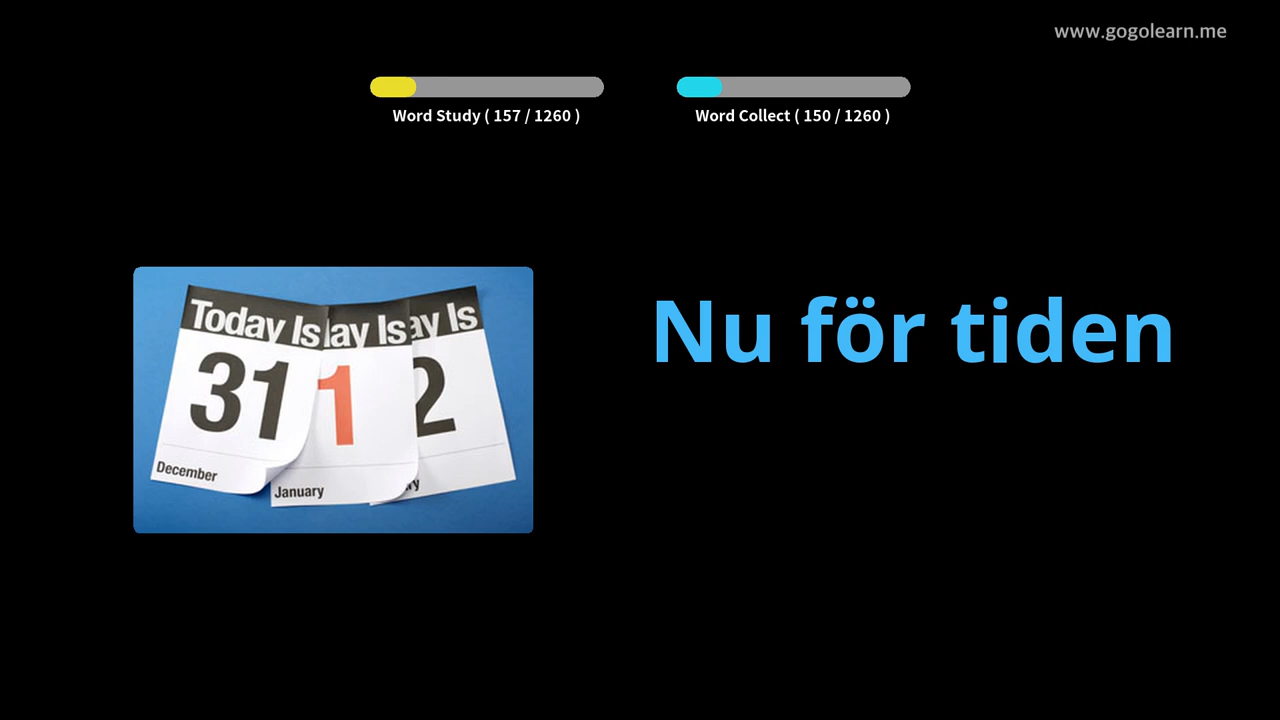 www.gogolearn.me
Word Study ( 157 / 1260 )
Word Collect ( 150 / 1260 )
Nu för tiden
Today Is
31
December
ay Is
1
January
ay Is
2
ry